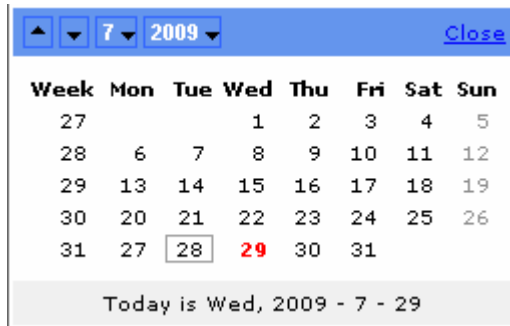 7 2009 Close
Week Mon Tue Wed Thu Fri Sat Sun
27 1 2 3 4 5
28 6 7 8 9 10 11 12
29 13 14 15 16 17 18 19
30 20 21 22 23 24 25 26
31 27 28 29 30 31
Today is Wed, 2009 - 7 - 29